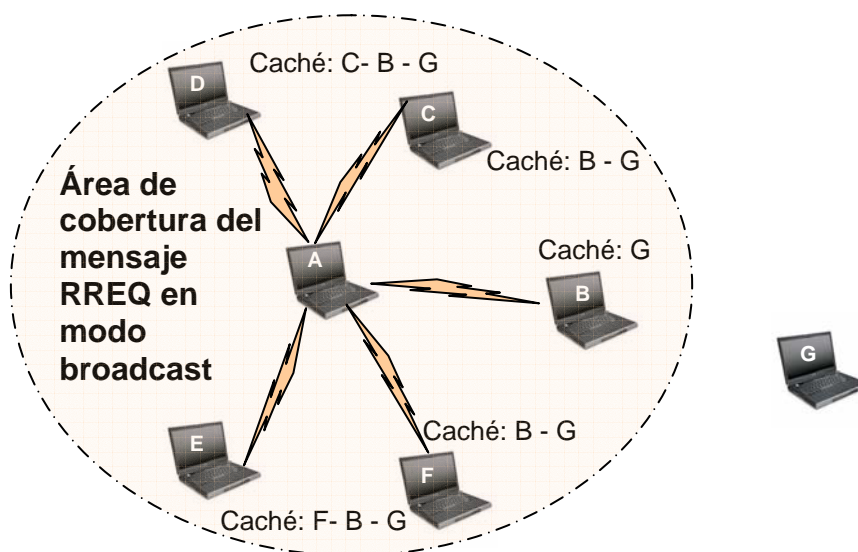 D
Caché: C- B - G
C
Caché: B - G
Área de
cobertura del
mensaje
RREQ en
modo
broadcast
A
Caché: G
B
G
E
Caché: F- B - G
Caché: B - G
F